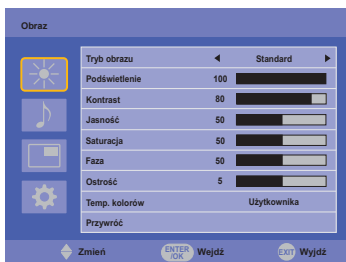 Obraz
Tryb obrazu Standard
Podświetlenie 100
Kontrast 80
Jasność 50
Saturacja 50
Faza 50
Ostrość 5
Temp. kolorów Użytkownika
Przywróć
Zmień ENTER /OK Wejdź EXIT Wyjdź